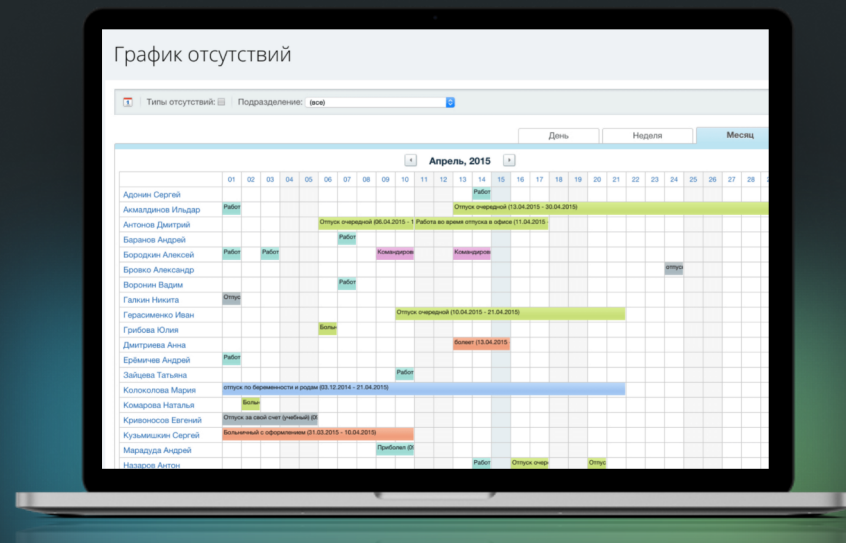 График отсутствий
1 Типы отсутствий: Подразделение: (все)
День Неделя Месяц
Апрель, 2015
01 02 03 04 05 06 07 08 09 10 11 12 13 14 15 16 17 18 19 20 21 22 23 24 25 26 27 28
Адонин Сергей Работ
Акмалдинов Ильдар Работ Отпуск очередной (13.04.2015 - 30.04.2015)
Антонов Дмитрий Отпуск очередной (06.04.2015 - 1 Работа во время отпуска в офисе (11.04.2015 -
Баранов Андрей Работ
Бородкин Алексей Работ Работ Командиров Командиров
Бровко Александр отпуск
Воронин Вадим Работ
Галкин Никита Отпус
Герасименко Иван Отпуск очередной (10.04.2015 - 21.04.2015)
Грибова Юлия Больн
Дмитриева Анна болеет (13.04.2015
Ерёмичев Андрей Работ
Зайцева Татьяна Работ
Колоколова Мария отпуск по беременности и родам (03.12.2014 - 21.04.2015)
Комарова Наталья Больн
Кривоносов Евгений Отпуск за свой счет (учебный) (0
Кузьмишкин Сергей Больничный с оформлением (31.03.2015 - 10.04.2015)
Марадуда Андрей Приболел (0
Назаров Антон Работ Отпуск очер Отпус